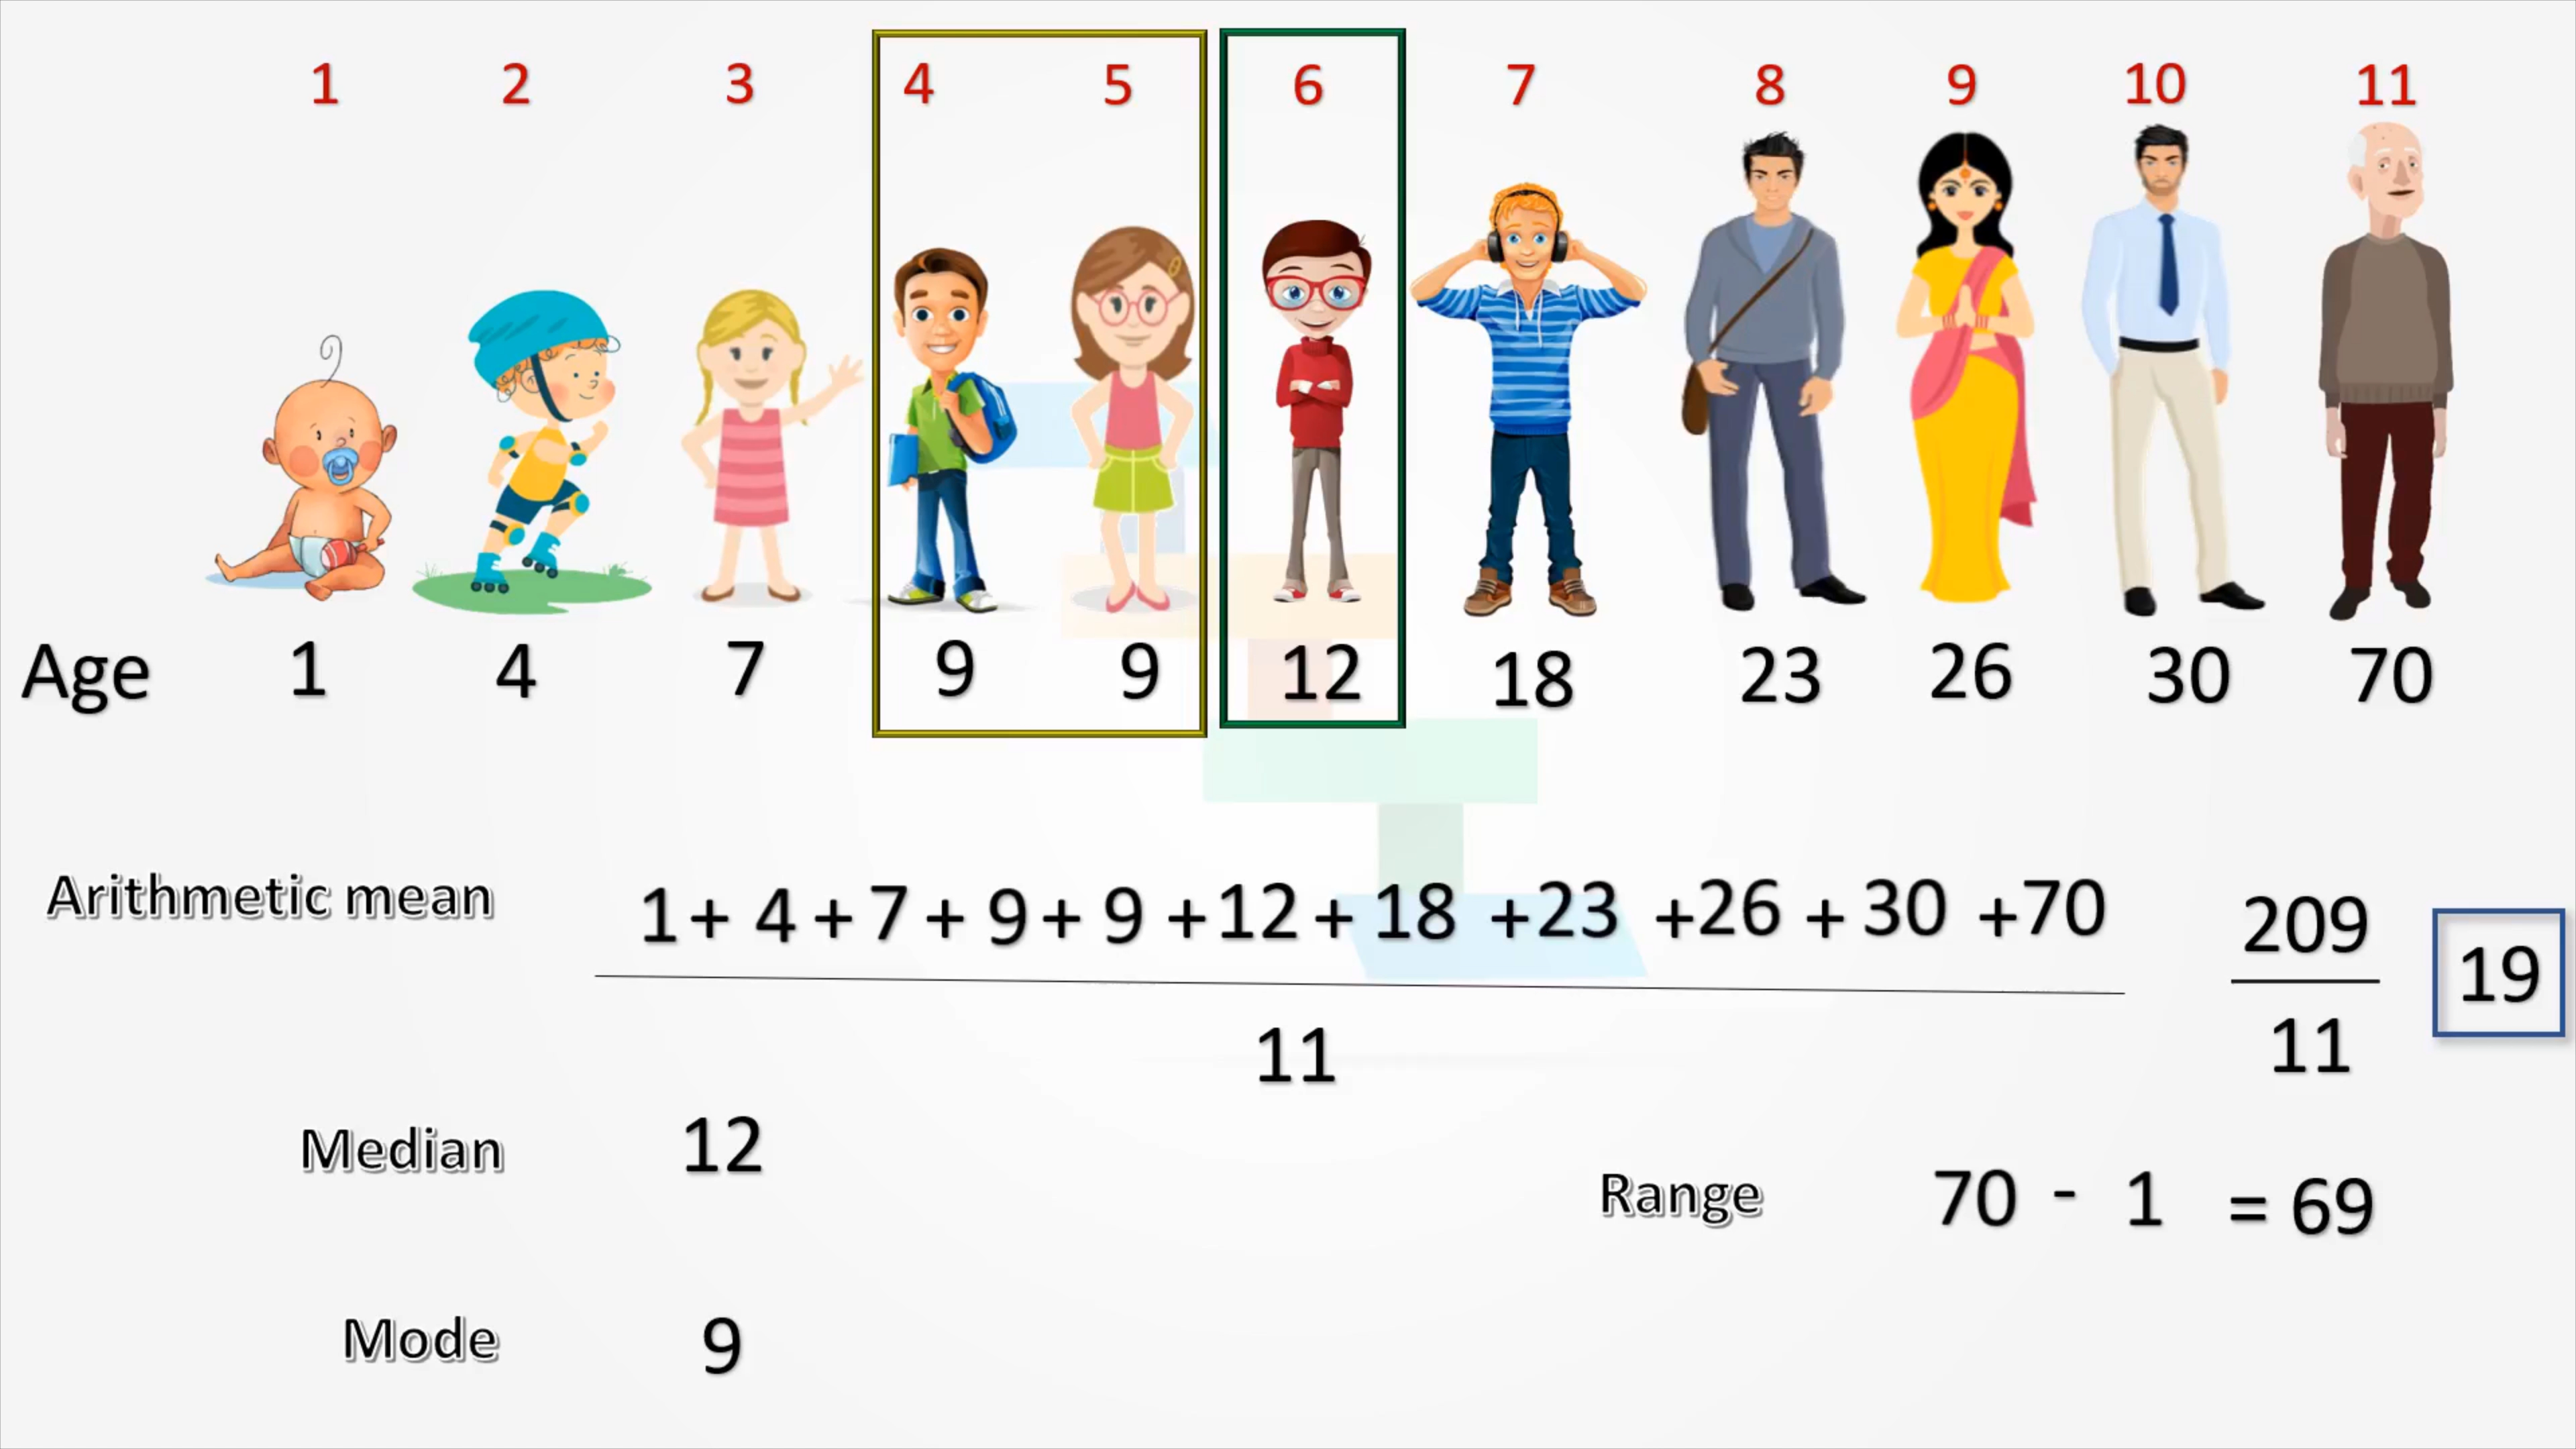 1 2 3 4 5 6 7 8 9 10 11
Age 1 4 7 9 9 12 18 23 26 30 70
Arithmetic mean 1 + 4 + 7 + 9 + 9 + 12 + 18 + 23 + 26 + 30 + 70 209 19
11 11
Median 12
Range 70 - 1 = 69
Mode 9